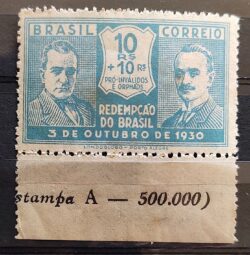 BRASIL CORREIO
10
RS
+10 RS
PRÓ-INVALIDOS
E ORPHÃOS
REDEMPÇÃO
DO BRASIL
3 DE OUTUBRO DE 1930
stampa A — 500.000)